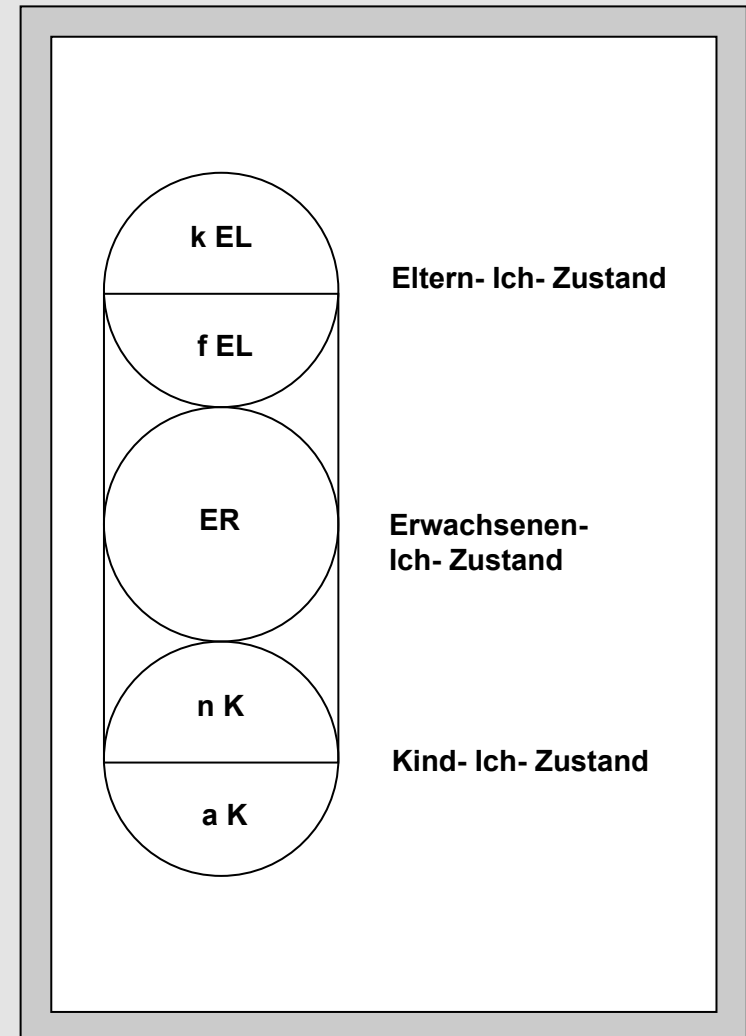 k EL
Eltern- Ich- Zustand
f EL
ER
Erwachsenen-
Ich- Zustand
n K
Kind- Ich- Zustand
a K